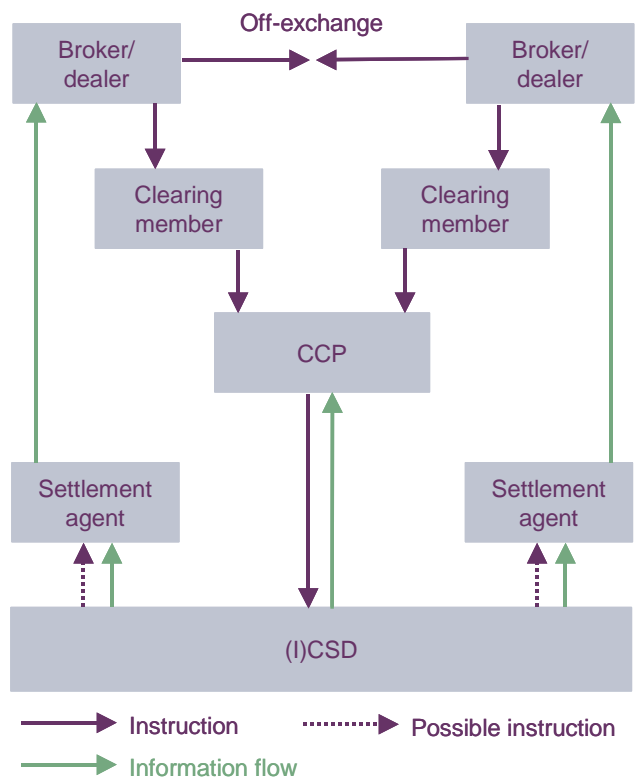 Off-exchange
Broker/
dealer
Broker/
dealer
Clearing
member
Clearing
member
CCP
Settlement
agent
Settlement
agent
(I)CSD
Instruction
Possible instruction
Information flow